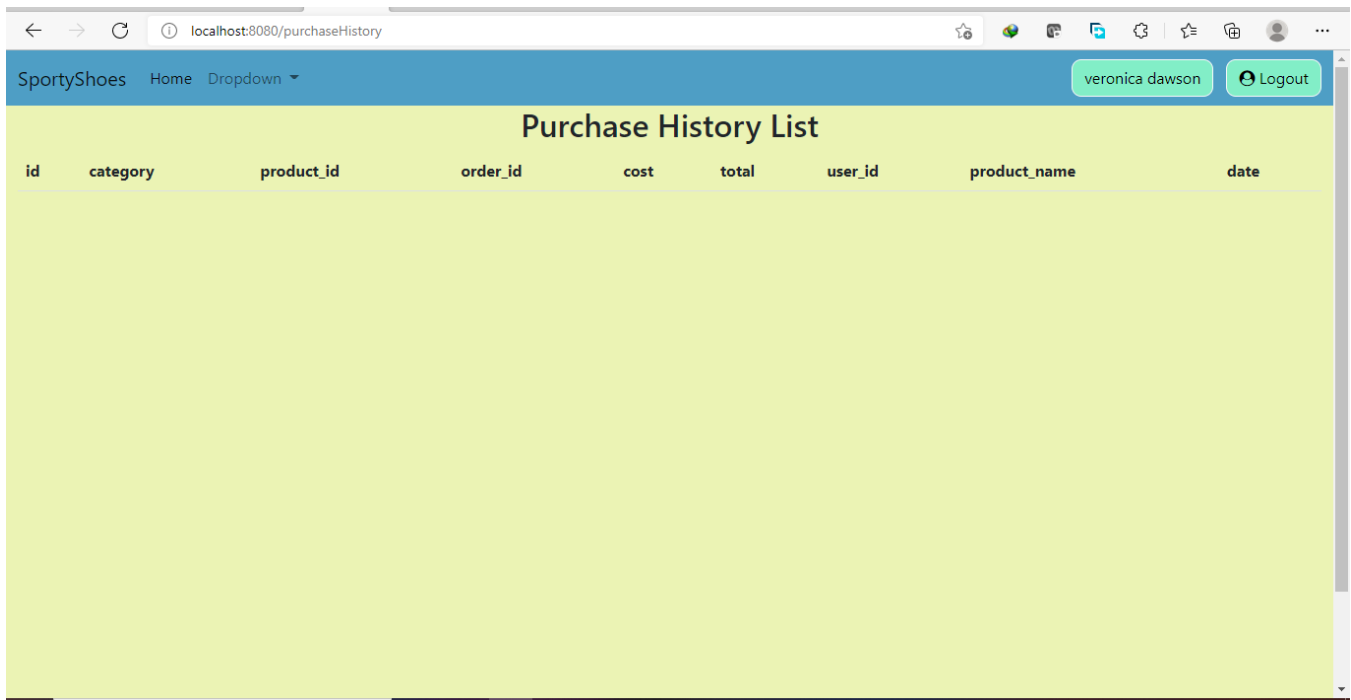 localhost:8080/purchaseHistory
SportyShoes Home Dropdown veronica dawson Logout
Purchase History List
id category product_id order_id cost total user_id product_name date